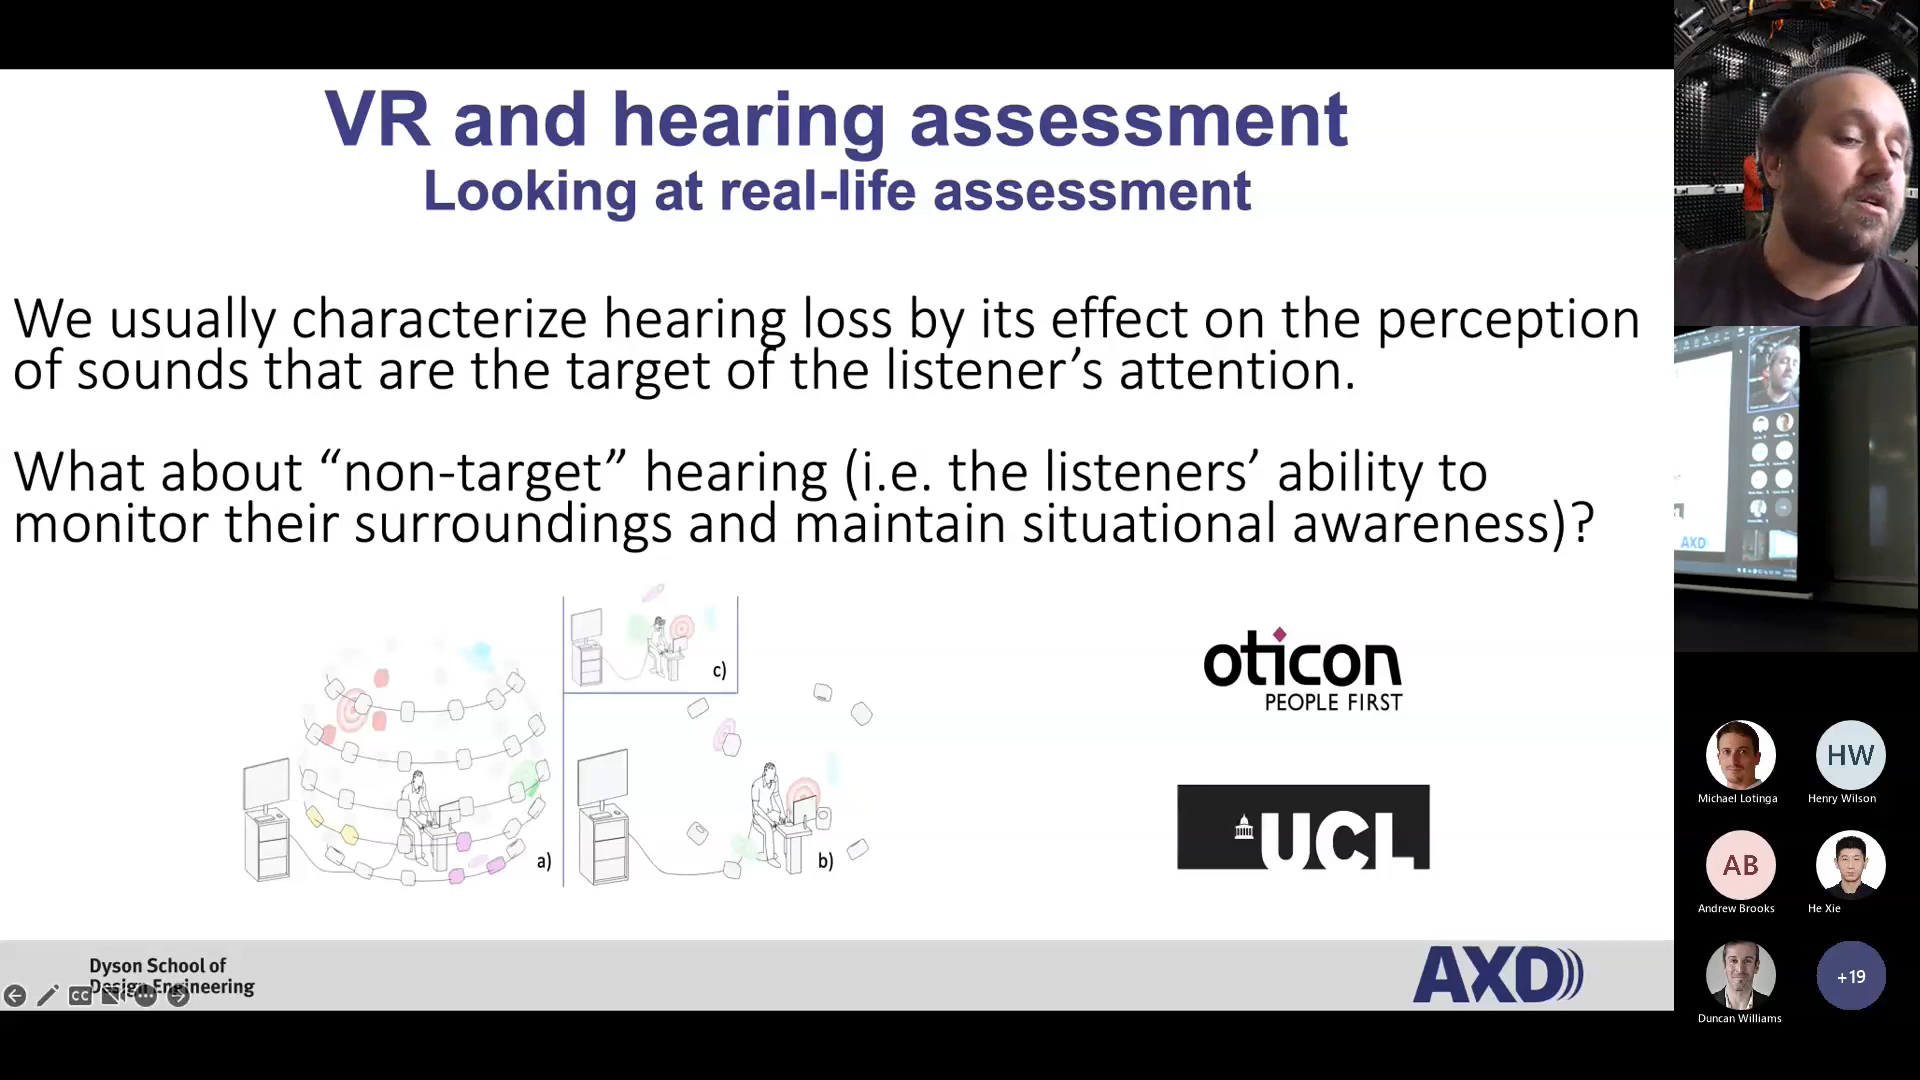 VR and hearing assessment
Looking at real-life assessment
We usually characterize hearing loss by its effect on the perception
of sounds that are the target of the listener’s attention.
What about “non-target” hearing (i.e. the listeners’ ability to
monitor their surroundings and maintain situational awareness)?
c)
a)
b)
oticon
PEOPLE FIRST
UCL
Dyson School of
Design Engineering
CC
AXD
AXD
Michael Lotinga
HW
Henry Wilson
AB
Andrew Brooks
He Xie
Duncan Williams
+19